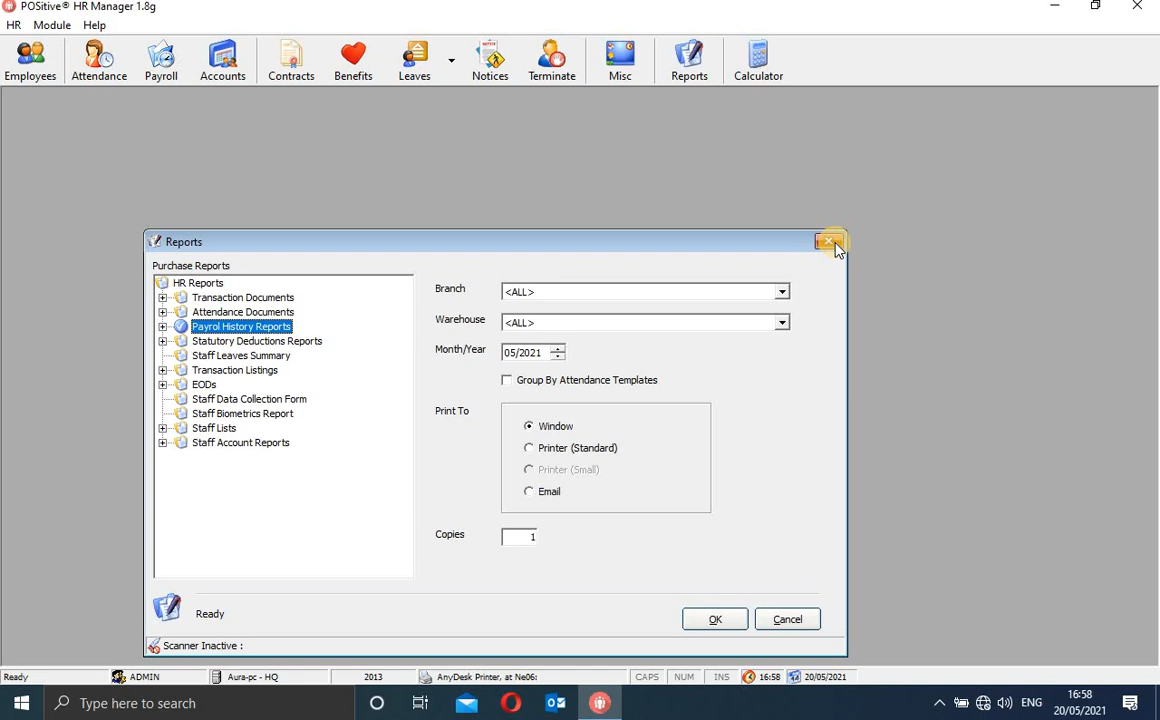 POSitive® HR Manager 1.8g
HR Module Help
Employees Attendance Payroll Accounts Contracts Benefits Leaves Notices Terminate Misc Reports Calculator
Reports
Purchase Reports
HR Reports
Transaction Documents
Attendance Documents
Payrol History Reports
Statutory Deductions Reports
Staff Leaves Summary
Transaction Listings
EODs
Staff Data Collection Form
Staff Biometrics Report
Staff Lists
Staff Account Reports
Branch <ALL>
Warehouse <ALL>
Month/Year 05/2021
Group By Attendance Templates
Print To
Window
Printer (Standard)
Printer (Small)
Email
Copies 1
Ready
OK Cancel
Scanner Inactive :
Ready ADMIN Aura-pc - HQ 2013 AnyDesk Printer, at Ne06: CAPS NUM INS 16:58 20/05/2021
Type here to search ENG 16:58
20/05/2021